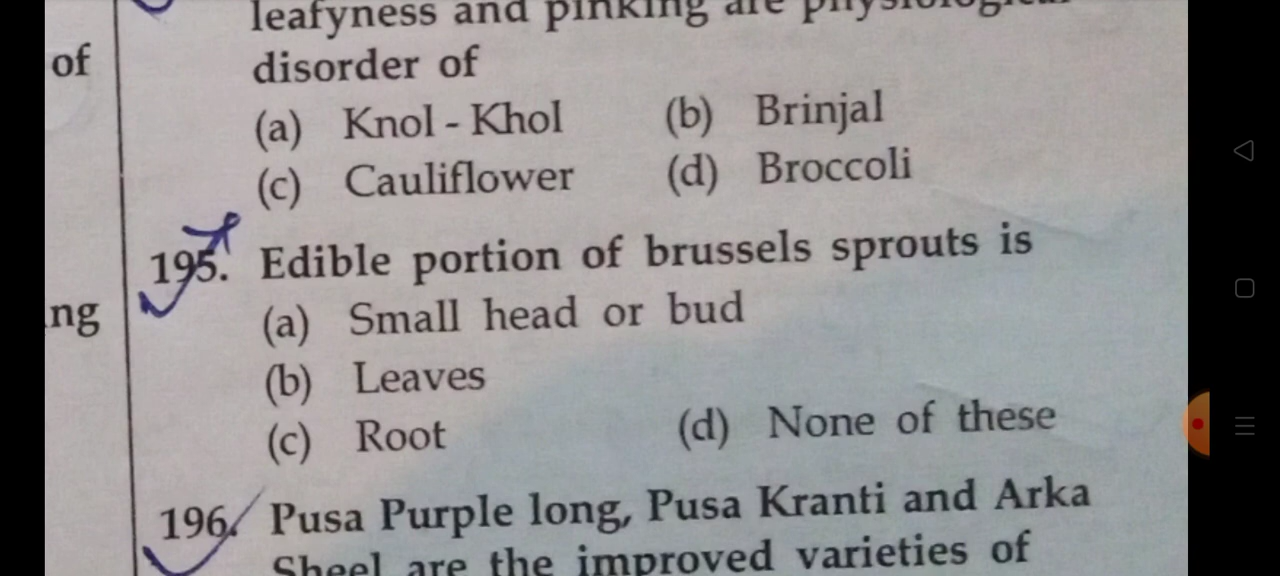 leafyness and pinking are physiological
of
disorder of
(a) Knol - Khol (b) Brinjal
(c) Cauliflower (d) Broccoli
195. Edible portion of brussels sprouts is
ng
(a) Small head or bud
(b) Leaves
(c) Root (d) None of these
196. Pusa Purple long, Pusa Kranti and Arka
Sheel are the improved varieties of